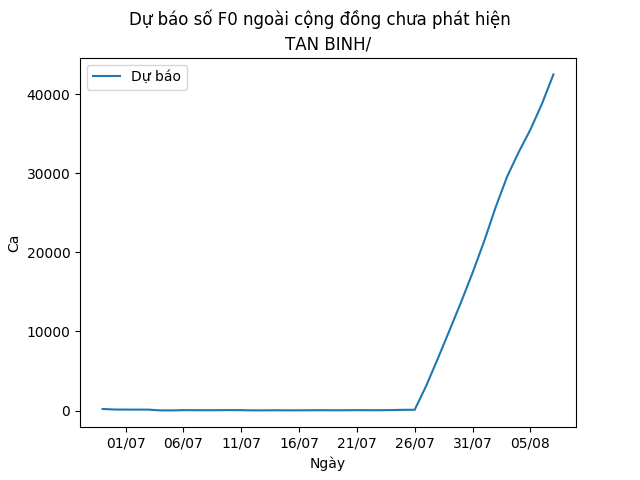 Dự báo số F0 ngoài cộng đồng chưa phát hiện
TAN BINH/
Dự báo
40000
30000
20000
10000
0
Ca
01/07 06/07 11/07 16/07 21/07 26/07 31/07 05/08
Ngày